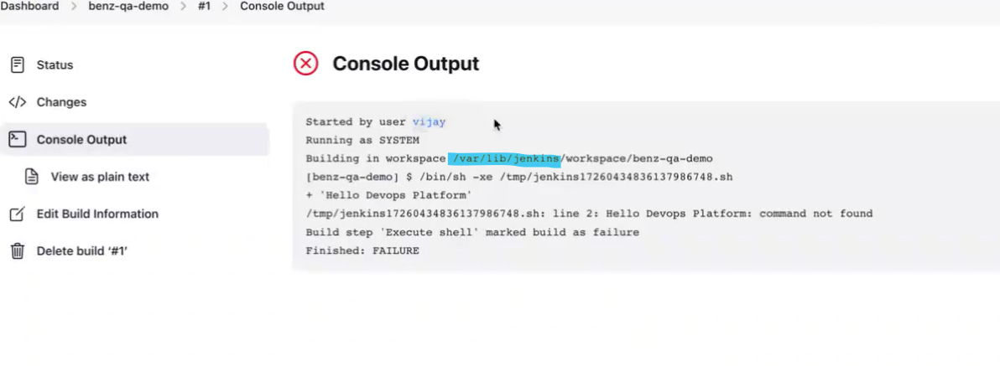 Dashboard > benz-qa-demo > #1 > Console Output
Status
Changes
Console Output
View as plain text
Edit Build Information
Delete build ‘#1’
Console Output
Started by user vijay
Running as SYSTEM
Building in workspace /var/lib/jenkins/workspace/benz-qa-demo
[benz-qa-demo] $ /bin/sh -xe /tmp/jenkins17260434836137986748.sh
+ 'Hello Devops Platform'
/tmp/jenkins17260434836137986748.sh: line 2: Hello Devops Platform: command not found
Build step 'Execute shell' marked build as failure
Finished: FAILURE